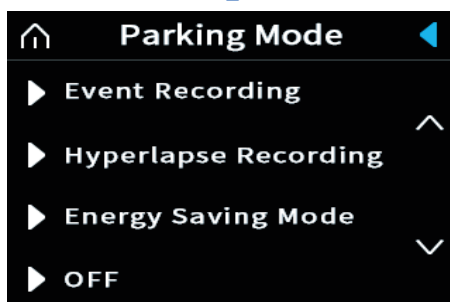 Parking Mode
Event Recording
Hyperlapse Recording
Energy Saving Mode
OFF